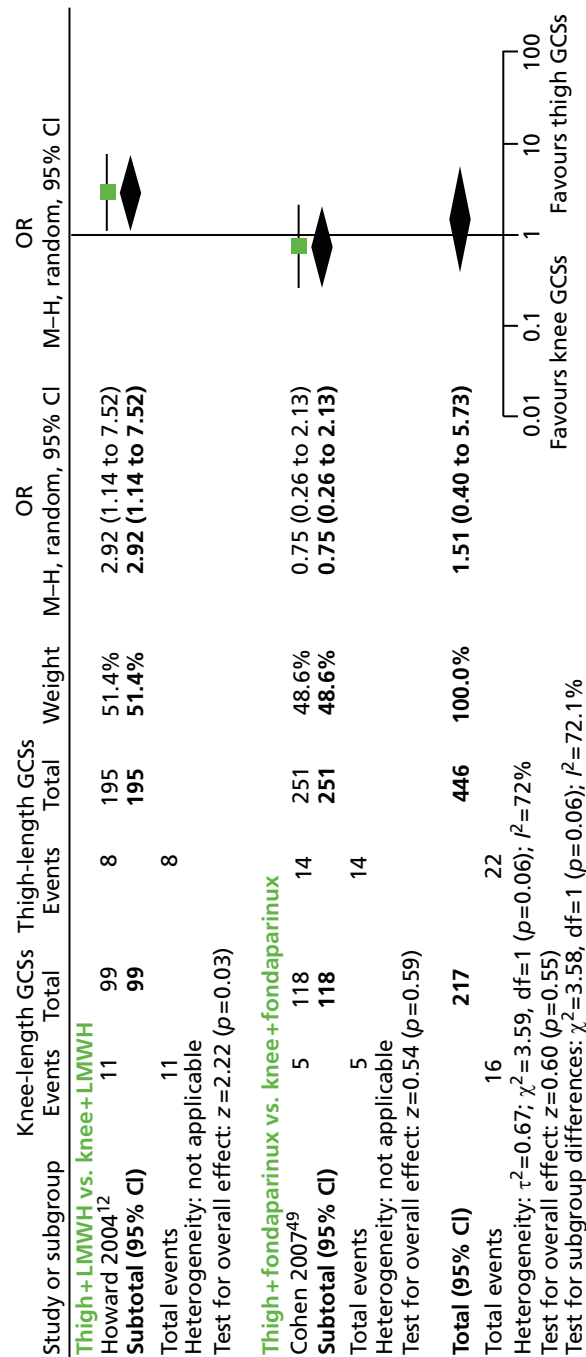 Knee-length GCSs Thigh-length GCSs OR OR
Study or subgroup Events Total Events Total Weight M–H, random, 95% CI M–H, random, 95% CI
Thigh+LMWH vs. knee+LMWH
Howard 2004¹² 11 99 8 195 51.4% 2.92 (1.14 to 7.52)
Subtotal (95% CI) 99 195 51.4% 2.92 (1.14 to 7.52)
Total events 11 8
Heterogeneity: not applicable
Test for overall effect: z=2.22 (p=0.03)
Thigh+fondaparinux vs. knee+fondaparinux
Cohen 2007⁴⁹ 5 118 14 251 48.6% 0.75 (0.26 to 2.13)
Subtotal (95% CI) 118 251 48.6% 0.75 (0.26 to 2.13)
Total events 5 14
Heterogeneity: not applicable
Test for overall effect: z=0.54 (p=0.59)
Total (95% CI) 217 446 100.0% 1.51 (0.40 to 5.73)
Total events 16 22
Heterogeneity: τ²=0.67; χ²=3.59, df=1 (p=0.06); I²=72%
Test for overall effect: z=0.60 (p=0.55)
Test for subgroup differences: χ²=3.58, df=1 (p=0.06); I²=72.1%
0.01 0.1 1 10 100
Favours knee GCSs Favours thigh GCSs